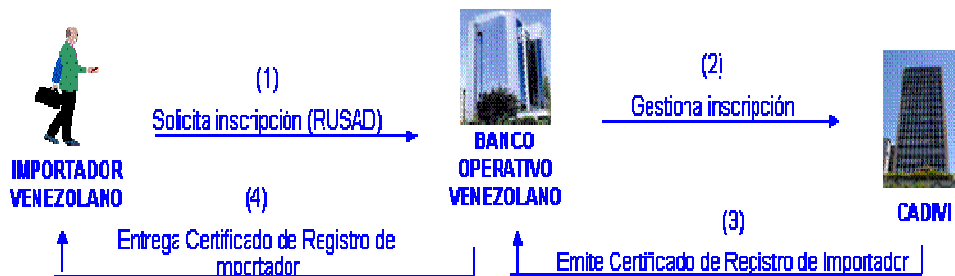 (1)
Solicita inscripción (RUSAD)
(2)
Gestiona inscripción
IMPORTADOR
VENEZOLANO
BANCO
OPERATIVO
VENEZOLANO
CADIVI
(3)
Emite Certificado de Registro de Importador
(4)
Entrega Certificado de Registro de
Importador